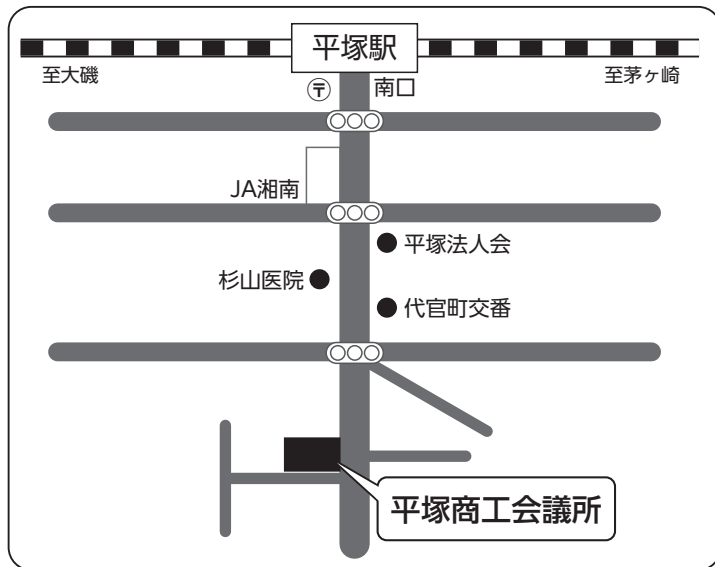 平塚駅
至大磯
至茅ヶ崎
〒
南口
JA湘南
平塚法人会
杉山医院
代官町交番
平塚商工会議所